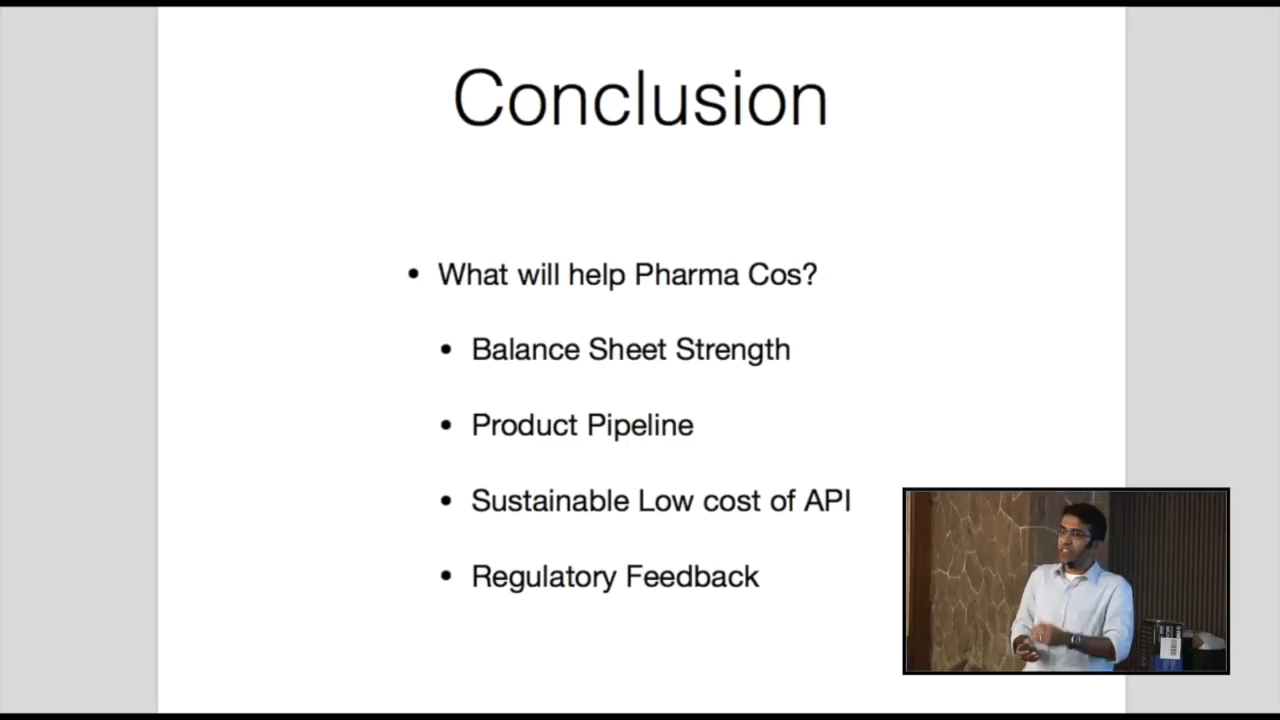 Conclusion
• What will help Pharma Cos?
• Balance Sheet Strength
• Product Pipeline
• Sustainable Low cost of API
• Regulatory Feedback